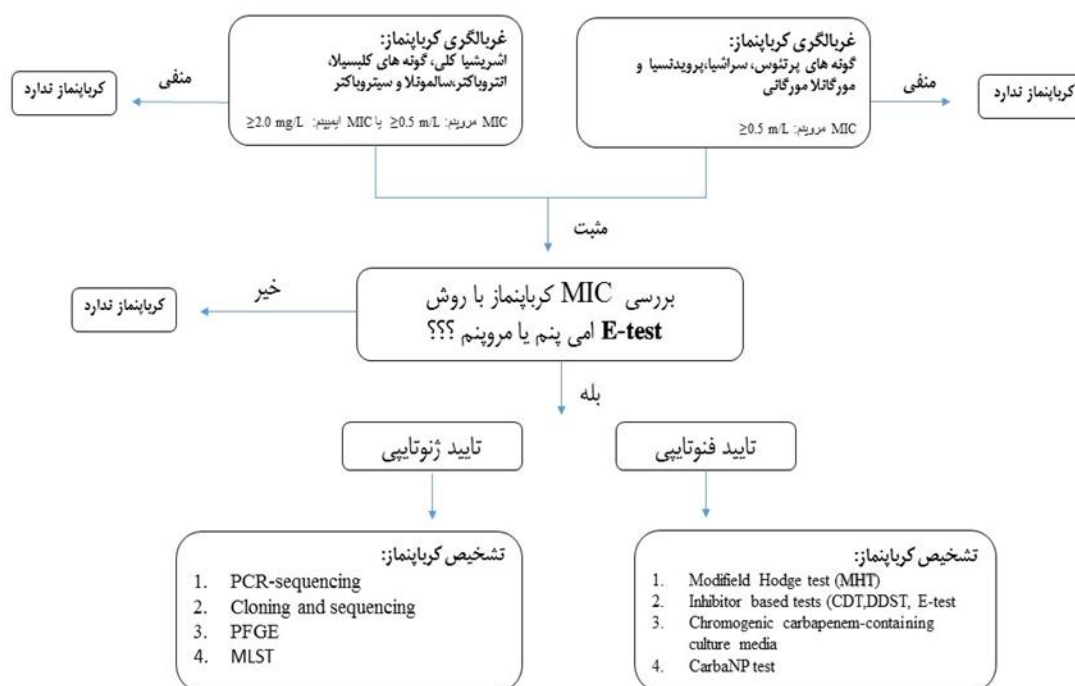 غربالگری کرباپنماز:
گونه های پرتئوس، سراشیا،پرویدنسیا و
مورگانلا مورگانی
MIC مروپنم: ≥0.5 m/L
منفی
کرباپنماز ندارد
غربالگری کرباپنماز:
اشریشیا کلی، گونه های کلبسیلا،
انتروباکتر،سالمونلا و سیتروباکتر
MIC مروپنم: ≥0.5 m/L یا MIC ایمیپنم: ≥2.0 mg/L
منفی
کرباپنماز ندارد
مثبت
بررسی MIC کرباپنماز با روش
E-test امی پنم یا مروپنم ؟؟؟
خیر
کرباپنماز ندارد
بله
تایید فنوتایپی
تایید ژنوتایپی
تشخیص کرباپنماز:
1. Modifield Hodge test (MHT)
2. Inhibitor based tests (CDT,DDST, E-test
3. Chromogenic carbapenem-containing
culture media
4. CarbaNP test
تشخیص کرباپنماز:
1. PCR-sequencing
2. Cloning and sequencing
3. PFGE
4. MLST